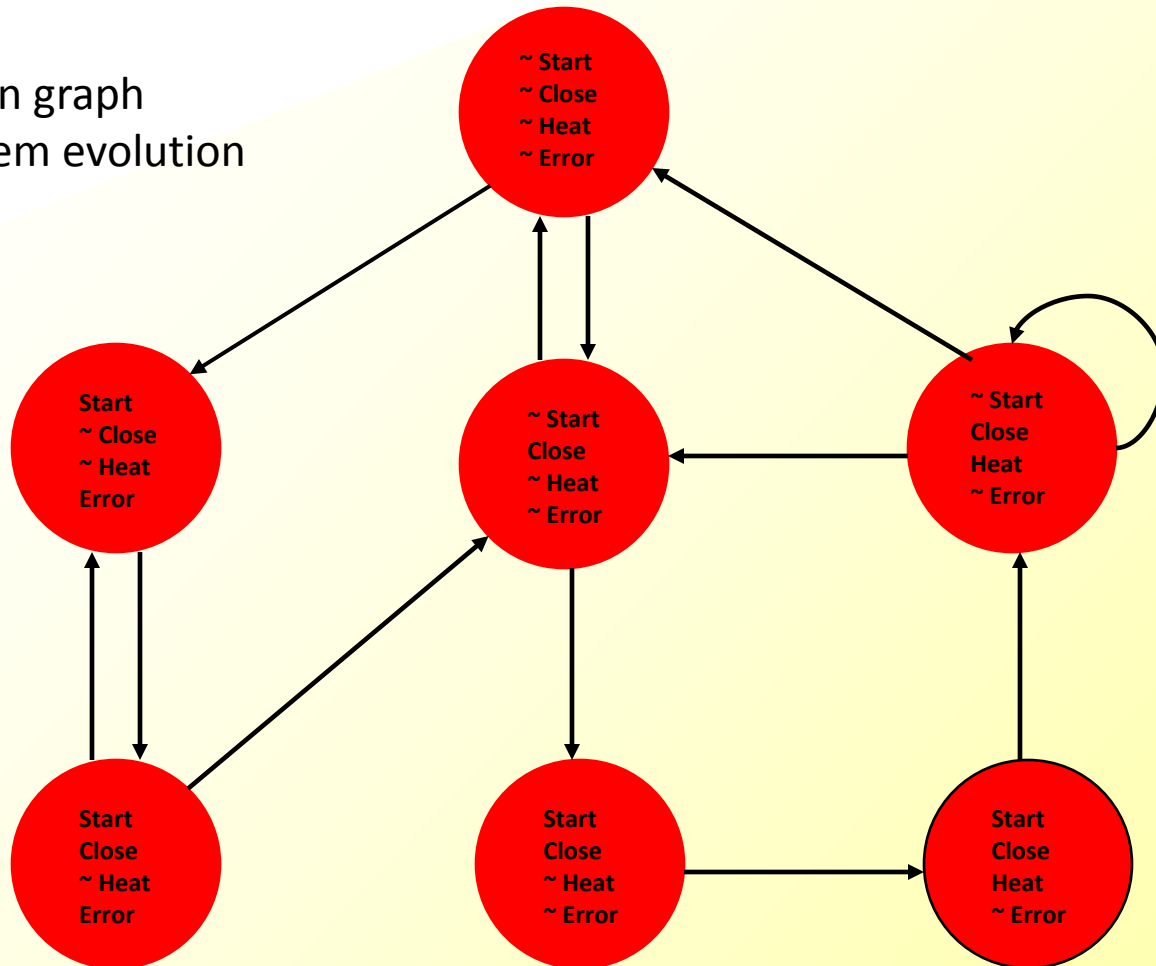 n graph
em evolution
~ Start
~ Close
~ Heat
~ Error
Start
~ Close
~ Heat
Error
~ Start
Close
~ Heat
~ Error
~ Start
Close
Heat
~ Error
Start
Close
~ Heat
Error
Start
Close
~ Heat
~ Error
Start
Close
Heat
~ Error